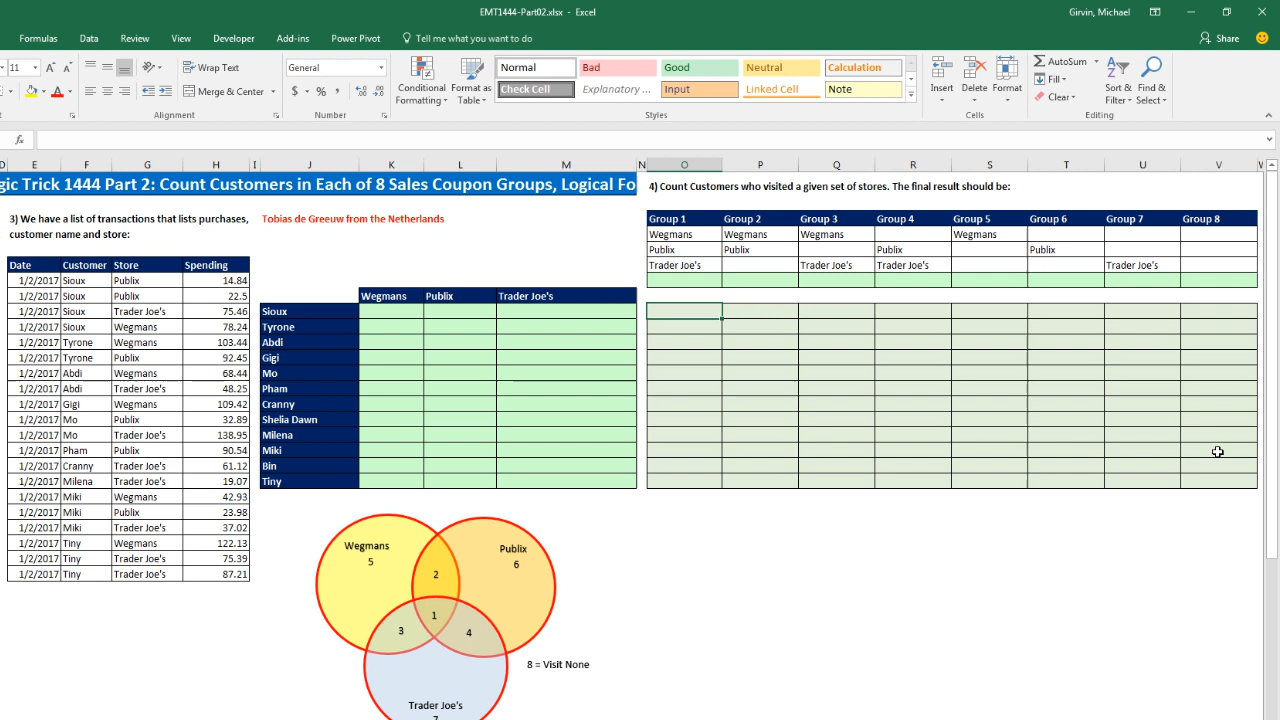 EMT1444-Part02.xlsx - Excel
Girvin, Michael
Formulas Data Review View Developer Add-ins Power Pivot Tell me what you want to do
Share
11 A A Wrap Text General Normal Bad Good Neutral Calculation AutoSum
Conditional Formatting Format as Table Insert Delete Format Fill Sort & Filter Find & Select
A Merge & Center $ % , Check Cell Explanatory ... Input Linked Cell Note Clear
Alignment Number Styles Cells Editing
fx
D E F G H I J K L M N O P Q R S T U V W
gic Trick 1444 Part 2: Count Customers in Each of 8 Sales Coupon Groups, Logical Fo
4) Count Customers who visited a given set of stores. The final result should be:
3) We have a list of transactions that lists purchases,
customer name and store:
Tobias de Greeuw from the Netherlands
Group 1 Group 2 Group 3 Group 4 Group 5 Group 6 Group 7 Group 8
Wegmans Wegmans Wegmans Wegmans
Publix Publix Publix Publix
Trader Joe's Trader Joe's Trader Joe's Trader Joe's
Date Customer Store Spending
1/2/2017 Sioux Publix 14.84
1/2/2017 Sioux Publix 22.5
1/2/2017 Sioux Trader Joe's 75.46
1/2/2017 Sioux Wegmans 78.24
1/2/2017 Tyrone Wegmans 103.44
1/2/2017 Tyrone Publix 92.45
1/2/2017 Abdi Wegmans 68.44
1/2/2017 Abdi Trader Joe's 48.25
1/2/2017 Gigi Wegmans 109.42
1/2/2017 Mo Publix 32.89
1/2/2017 Mo Trader Joe's 138.95
1/2/2017 Pham Publix 90.54
1/2/2017 Cranny Trader Joe's 61.12
1/2/2017 Milena Trader Joe's 19.07
1/2/2017 Miki Wegmans 42.93
1/2/2017 Miki Publix 23.98
1/2/2017 Miki Trader Joe's 37.02
1/2/2017 Tiny Wegmans 122.13
1/2/2017 Tiny Trader Joe's 75.39
1/2/2017 Tiny Trader Joe's 87.21
Wegmans Publix Trader Joe's
Sioux
Tyrone
Abdi
Gigi
Mo
Pham
Cranny
Shelia Dawn
Milena
Miki
Bin
Tiny
Wegmans
5
Publix
6
2
1
3
4
8 = Visit None
Trader Joe's